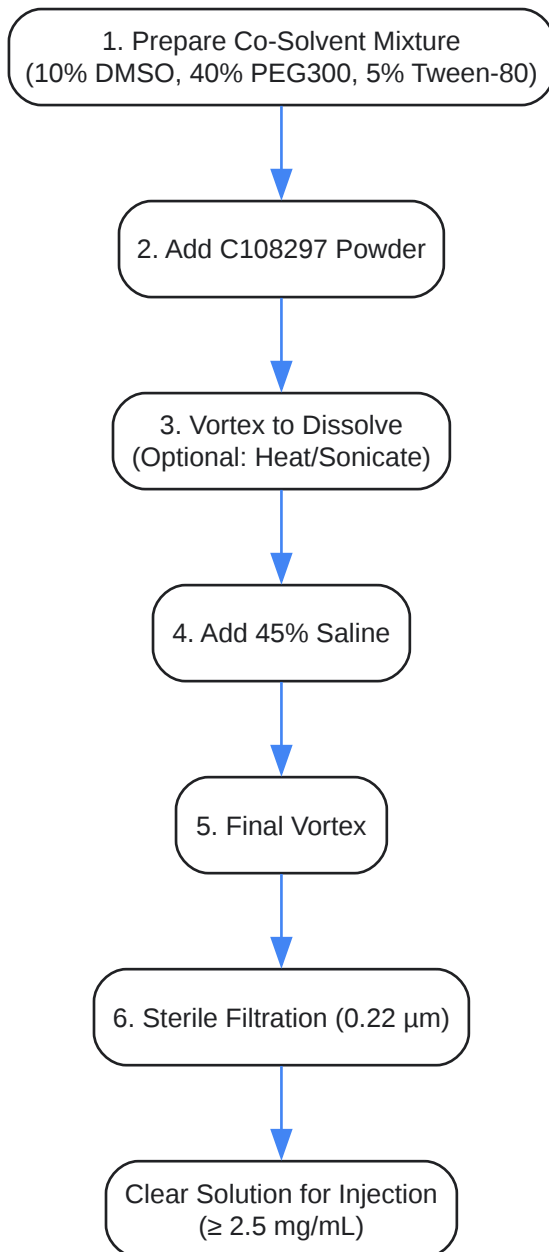 1. Prepare Co-Solvent Mixture
(10% DMSO, 40% PEG300, 5% Tween-80)
2. Add C108297 Powder
3. Vortex to Dissolve
(Optional: Heat/Sonicate)
4. Add 45% Saline
5. Final Vortex
6. Sterile Filtration (0.22 µm)
Clear Solution for Injection
(≥ 2.5 mg/mL)